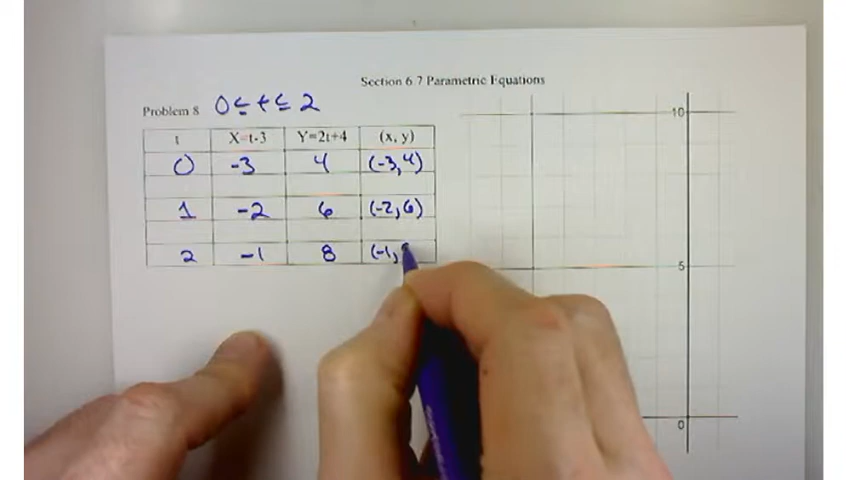 Section 6.7 Parametric Equations
Problem 8 0 ≤ t ≤ 2
t X=t-3 Y=2t+4 (x, y)
0 -3 4 (-3,4)
1 -2 6 (-2,6)
2 -1 8 (-1,
10
5
0